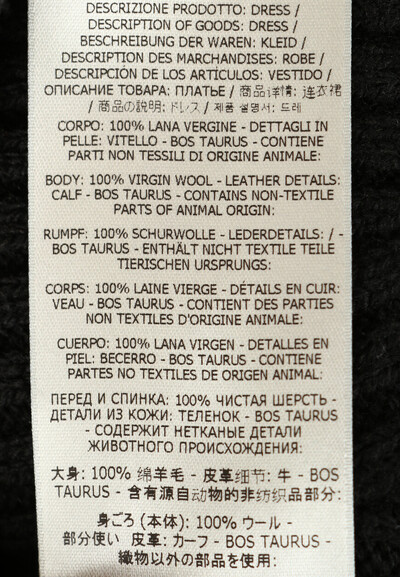 DESCRIZIONE PRODOTTO: DRESS /
DESCRIPTION OF GOODS: DRESS /
BESCHREIBUNG DER WAREN: KLEID /
DESCRIPTION DES MARCHANDISES: ROBE /
DESCRIPCIÓN DE LOS ARTÍCULOS: VESTIDO /
ОПИСАНИЕ ТОВАРА: ПЛАТЬЕ / 商品详情: 连衣裙
/ 商品の説明: ドレス / 제품 설명서: 드레
CORPO: 100% LANA VERGINE - DETTAGLI IN
PELLE: VITELLO - BOS TAURUS - CONTIENE
PARTI NON TESSILI DI ORIGINE ANIMALE:
BODY: 100% VIRGIN WOOL - LEATHER DETAILS:
CALF - BOS TAURUS - CONTAINS NON-TEXTILE
PARTS OF ANIMAL ORIGIN:
RUMPF: 100% SCHURWOLLE - LEDERDETAILS: / -
BOS TAURUS - ENTHÄLT NICHT TEXTILE TEILE
TIERISCHEN URSPRUNGS:
CORPS: 100% LAINE VIERGE - DÉTAILS EN CUIR:
VEAU - BOS TAURUS - CONTIENT DES PARTIES
NON TEXTILES D'ORIGINE ANIMALE:
CUERPO: 100% LANA VIRGEN - DETALLES EN
PIEL: BECERRO - BOS TAURUS - CONTIENE
PARTES NO TEXTILES DE ORIGEN ANIMAL:
ПЕРЕД И СПИНКА: 100% ЧИСТАЯ ШЕРСТЬ -
ДЕТАЛИ ИЗ КОЖИ: ТЕЛЕНОК - BOS TAURUS
- СОДЕРЖИТ НЕТКАНЫЕ ДЕТАЛИ
ЖИВОТНОГО ПРОИСХОЖДЕНИЯ:
大身: 100% 绵羊毛 - 皮革细节: 牛 - BOS
TAURUS - 含有源自动物的非纺织品部分:
身ごろ (本体): 100% ウール -
部分使い 皮革: カーフ - BOS TAURUS -
織物以外の部品を使用: